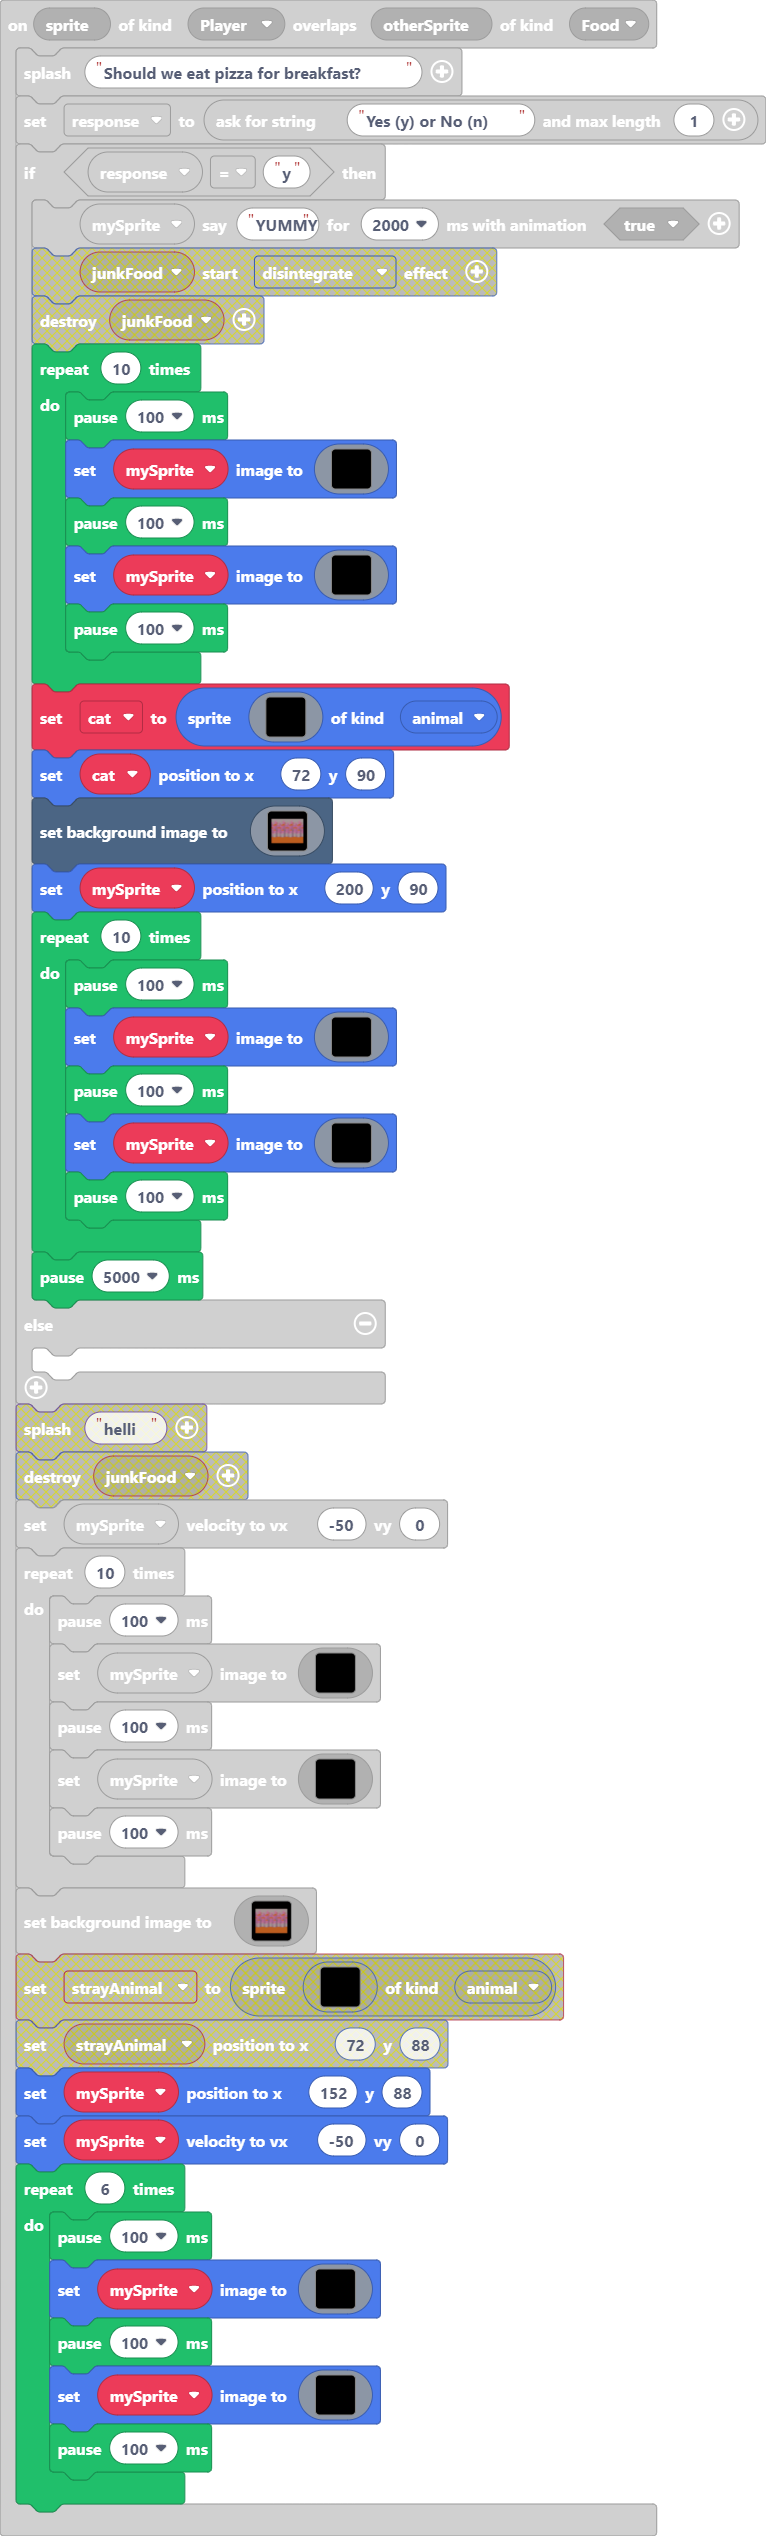 on sprite of kind Player overlaps otherSprite of kind Food
splash "Should we eat pizza for breakfast? "
set response to ask for string "Yes (y) or No (n) " and max length 1
if response = "y" then
mySprite say "YUMMY" for 2000 ms with animation true
junkFood start disintegrate effect
destroy junkFood
repeat 10 times
do
pause 100 ms
set mySprite image to
pause 100 ms
set mySprite image to
pause 100 ms
set cat to sprite of kind animal
set cat position to x 72 y 90
set background image to
set mySprite position to x 200 y 90
repeat 10 times
do
pause 100 ms
set mySprite image to
pause 100 ms
set mySprite image to
pause 100 ms
pause 5000 ms
else
splash "helli "
destroy junkFood
set mySprite velocity to vx -50 vy 0
repeat 10 times
do
pause 100 ms
set mySprite image to
pause 100 ms
set mySprite image to
pause 100 ms
set background image to
set strayAnimal to sprite of kind animal
set strayAnimal position to x 72 y 88
set mySprite position to x 152 y 88
set mySprite velocity to vx -50 vy 0
repeat 6 times
do
pause 100 ms
set mySprite image to
pause 100 ms
set mySprite image to
pause 100 ms